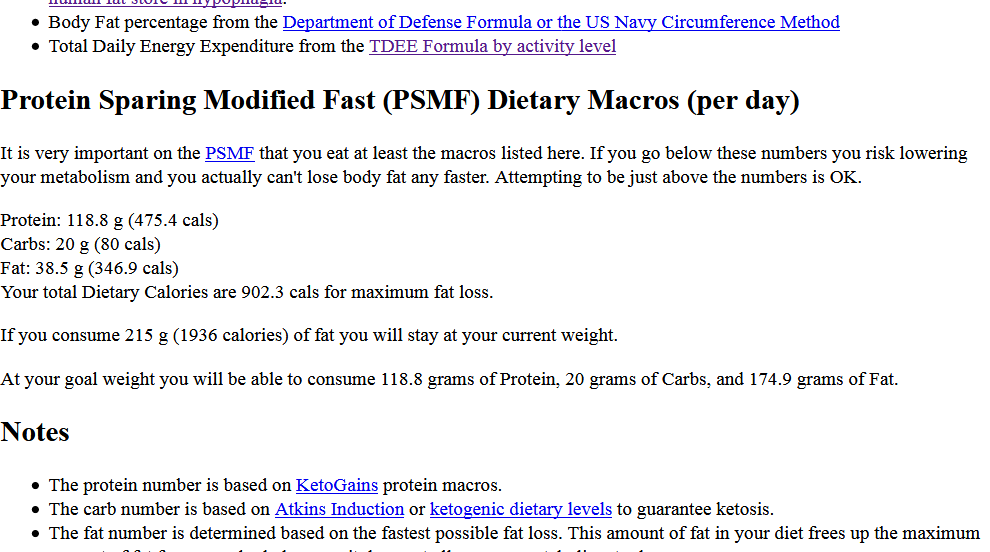 human fat store in hypophagia.
• Body Fat percentage from the Department of Defense Formula or the US Navy Circumference Method
• Total Daily Energy Expenditure from the TDEE Formula by activity level
Protein Sparing Modified Fast (PSMF) Dietary Macros (per day)
It is very important on the PSMF that you eat at least the macros listed here. If you go below these numbers you risk lowering
your metabolism and you actually can't lose body fat any faster. Attempting to be just above the numbers is OK.
Protein: 118.8 g (475.4 cals)
Carbs: 20 g (80 cals)
Fat: 38.5 g (346.9 cals)
Your total Dietary Calories are 902.3 cals for maximum fat loss.
If you consume 215 g (1936 calories) of fat you will stay at your current weight.
At your goal weight you will be able to consume 118.8 grams of Protein, 20 grams of Carbs, and 174.9 grams of Fat.
Notes
• The protein number is based on KetoGains protein macros.
• The carb number is based on Atkins Induction or ketogenic dietary levels to guarantee ketosis.
• The fat number is determined based on the fastest possible fat loss. This amount of fat in your diet frees up the maximum